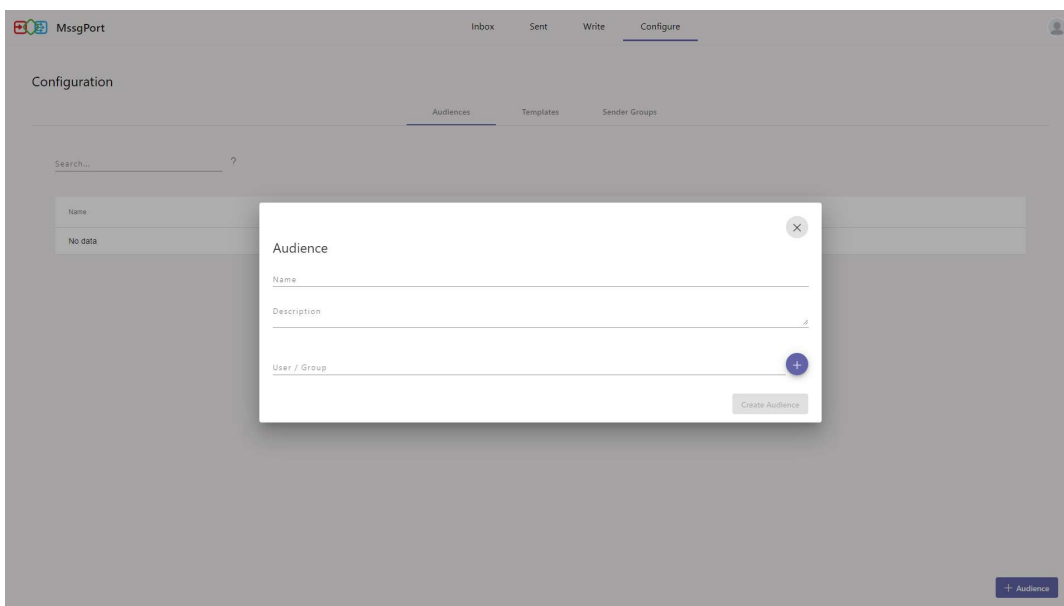 MssgPort Inbox Sent Write Configure
Configuration
Audiences Templates Sender Groups
Search... ?
Name
No data
Audience
Name
Description
User / Group
Create Audience
+ Audience